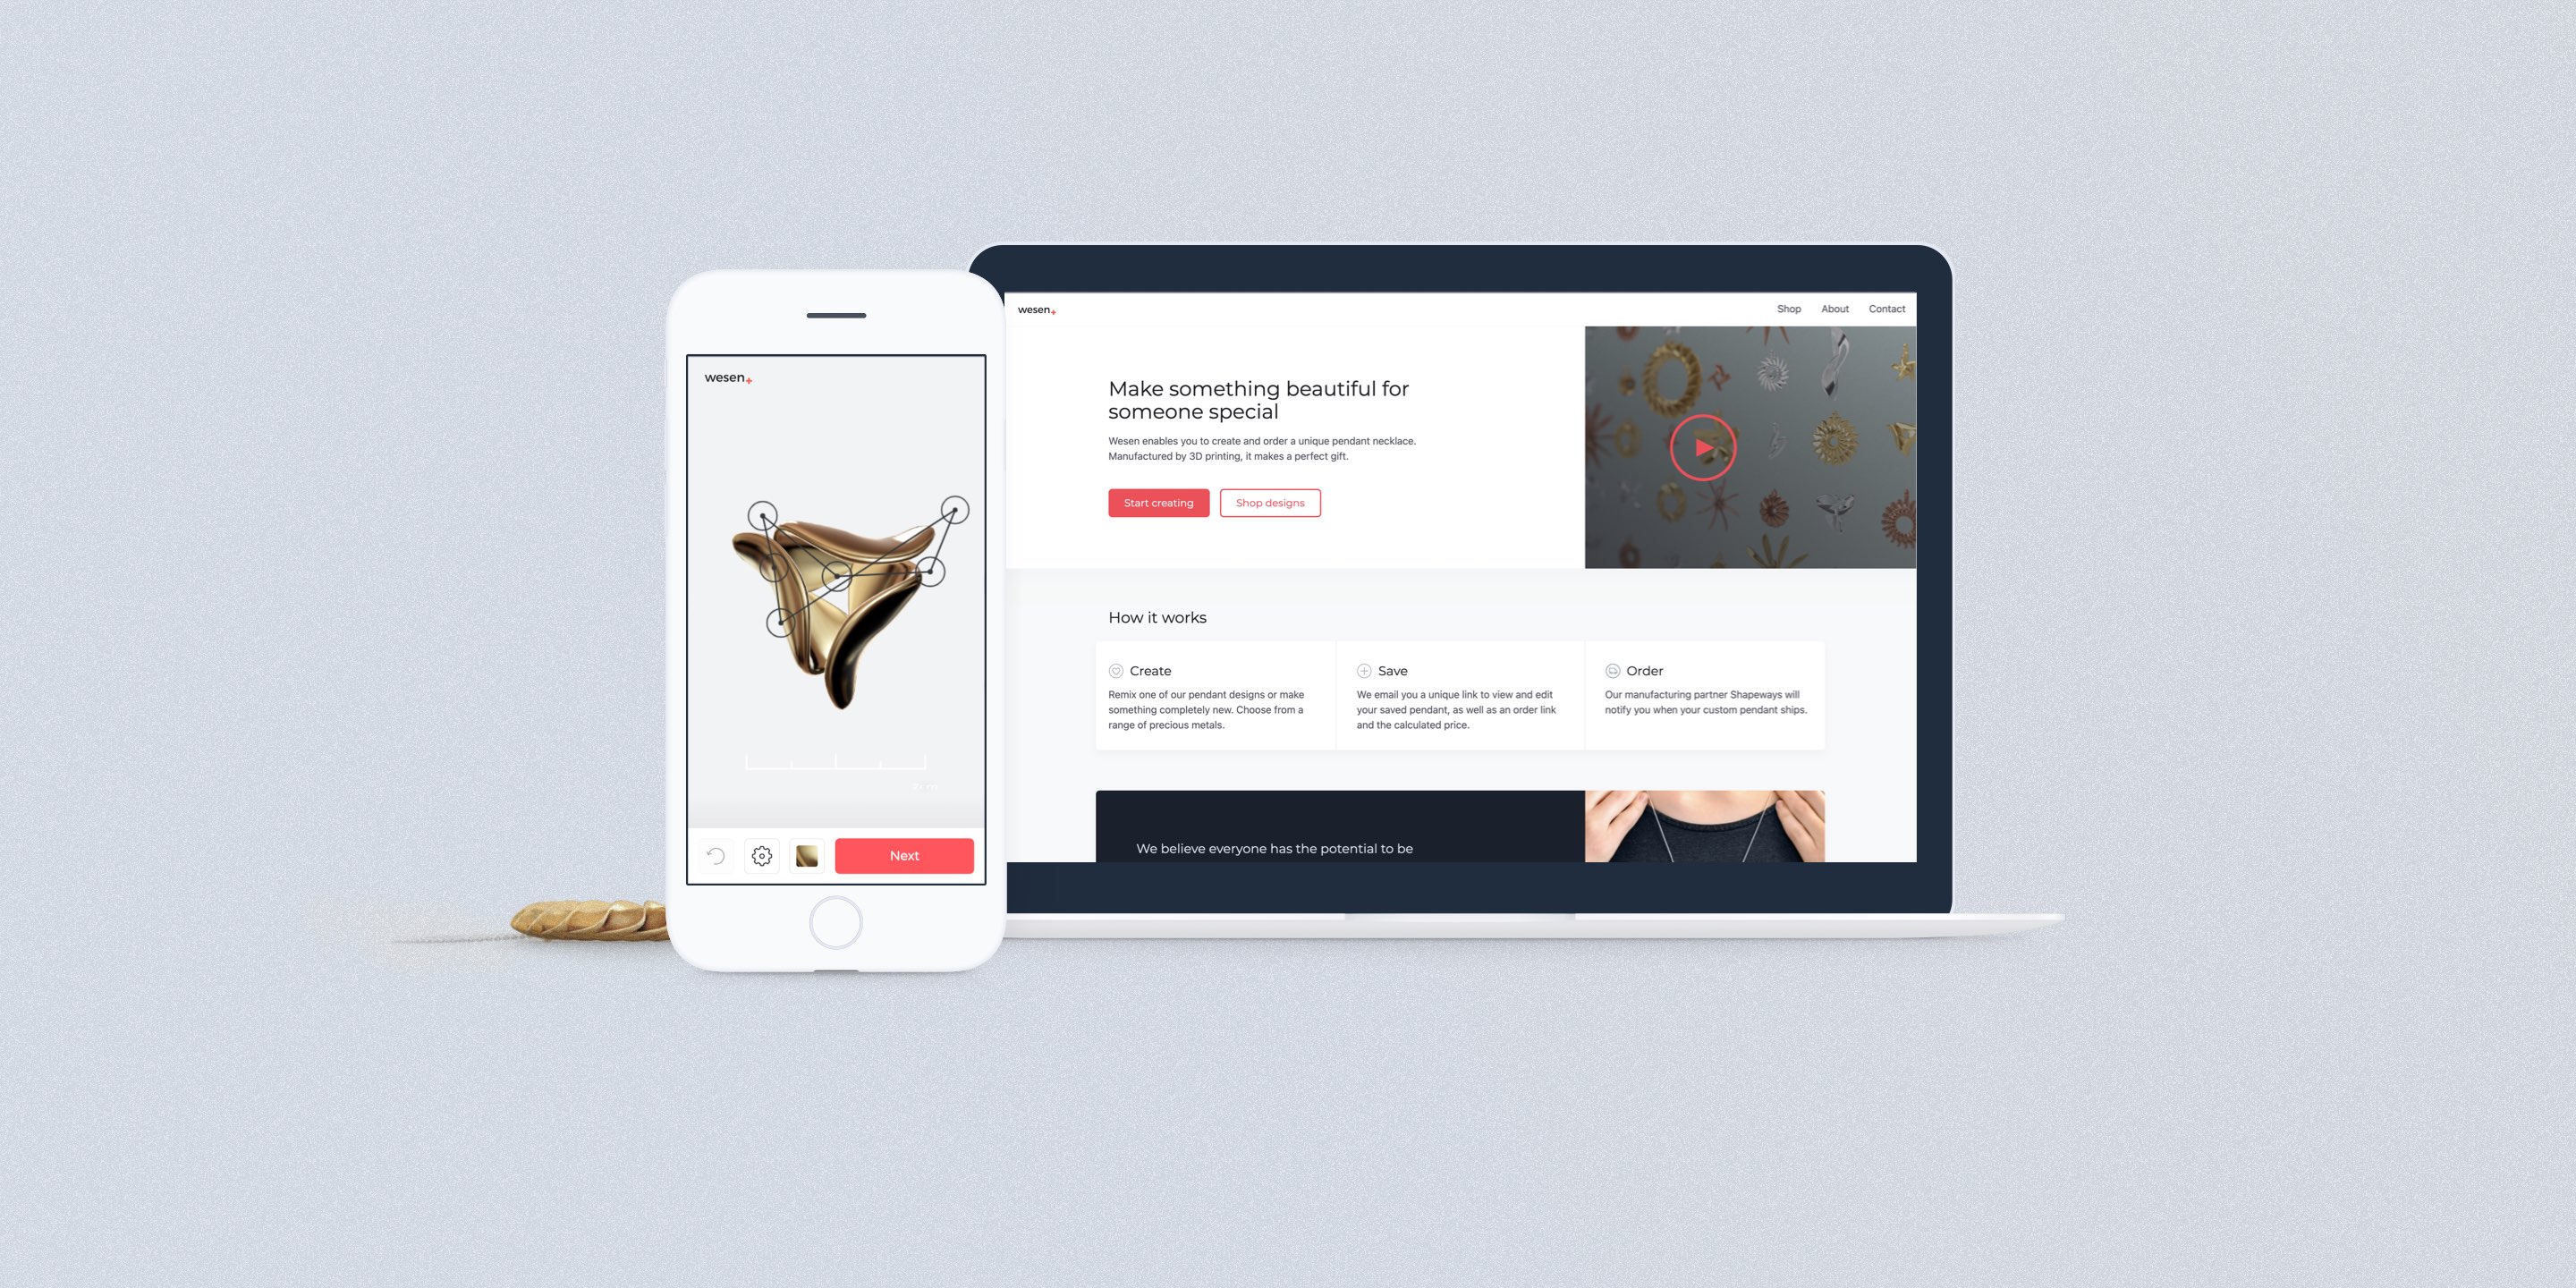 wesen+
Next
wesen+
Shop About Contact
Make something beautiful for
someone special
Wesen enables you to create and order a unique pendant necklace.
Manufactured by 3D printing, it makes a perfect gift.
Start creating
Shop designs
How it works
Create
Remix one of our pendant designs or make
something completely new. Choose from a
range of precious metals.
Save
We email you a unique link to view and edit
your saved pendant, as well as an order link
and the calculated price.
Order
Our manufacturing partner Shapeways will
notify you when your custom pendant ships.
We believe everyone has the potential to be